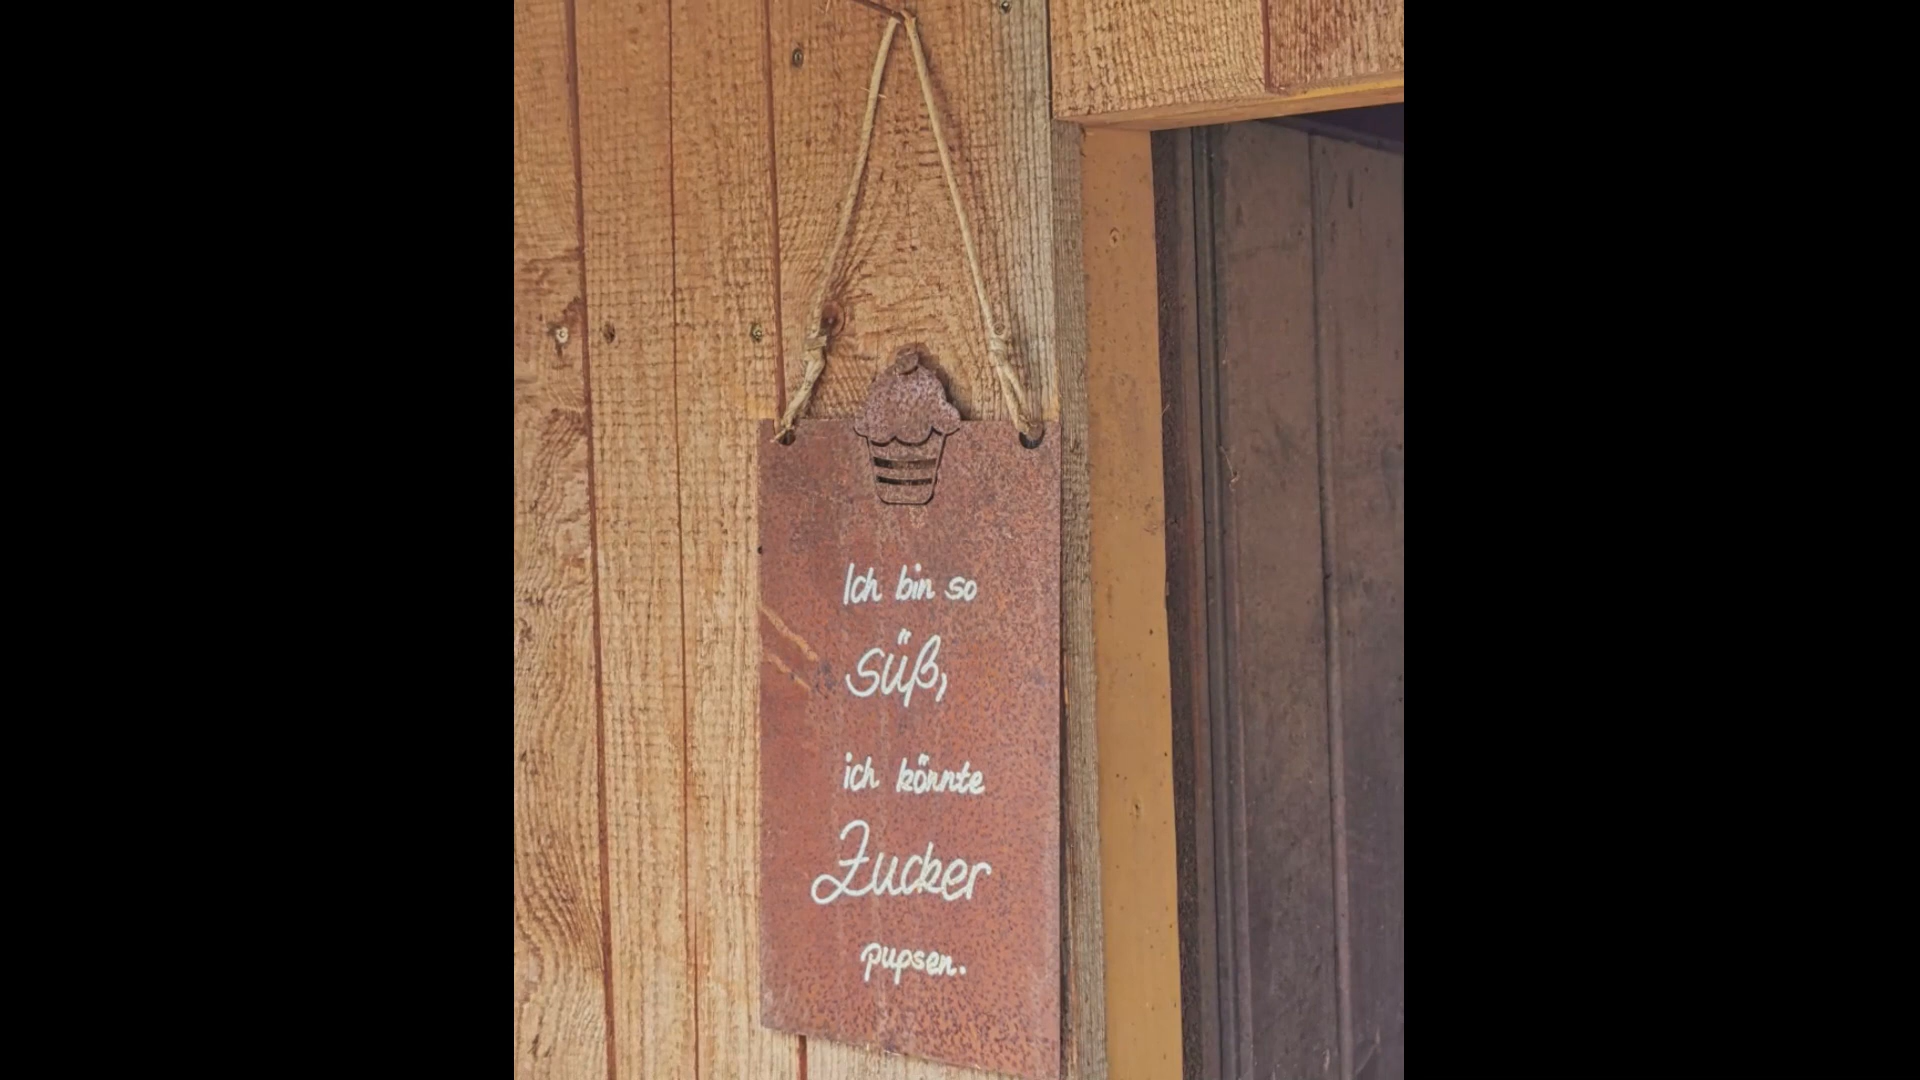 Ich bin so
süß,
ich könnte
Zucker
pupsen.